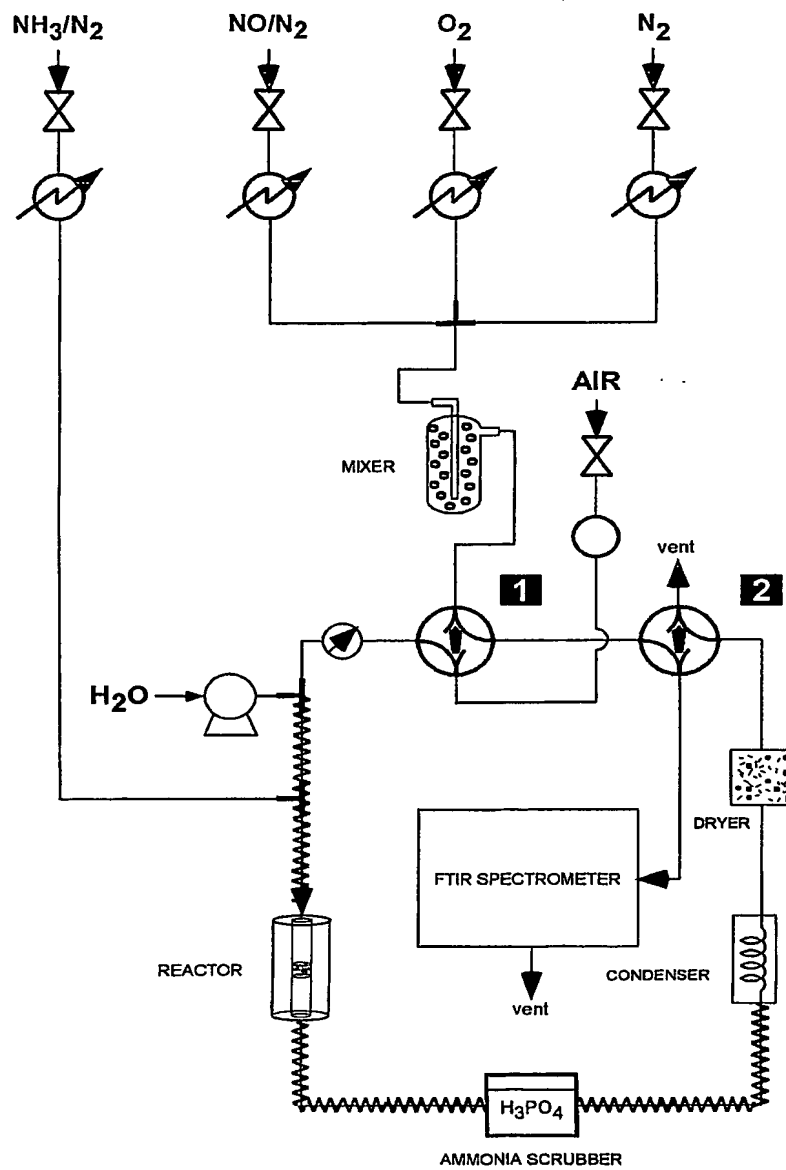 NH₃/N₂
NO/N₂
O₂
N₂
MIXER
AIR
vent
1
2
H₂O
DRYER
FTIR SPECTROMETER
REACTOR
CONDENSER
vent
H₃PO₄
AMMONIA SCRUBBER